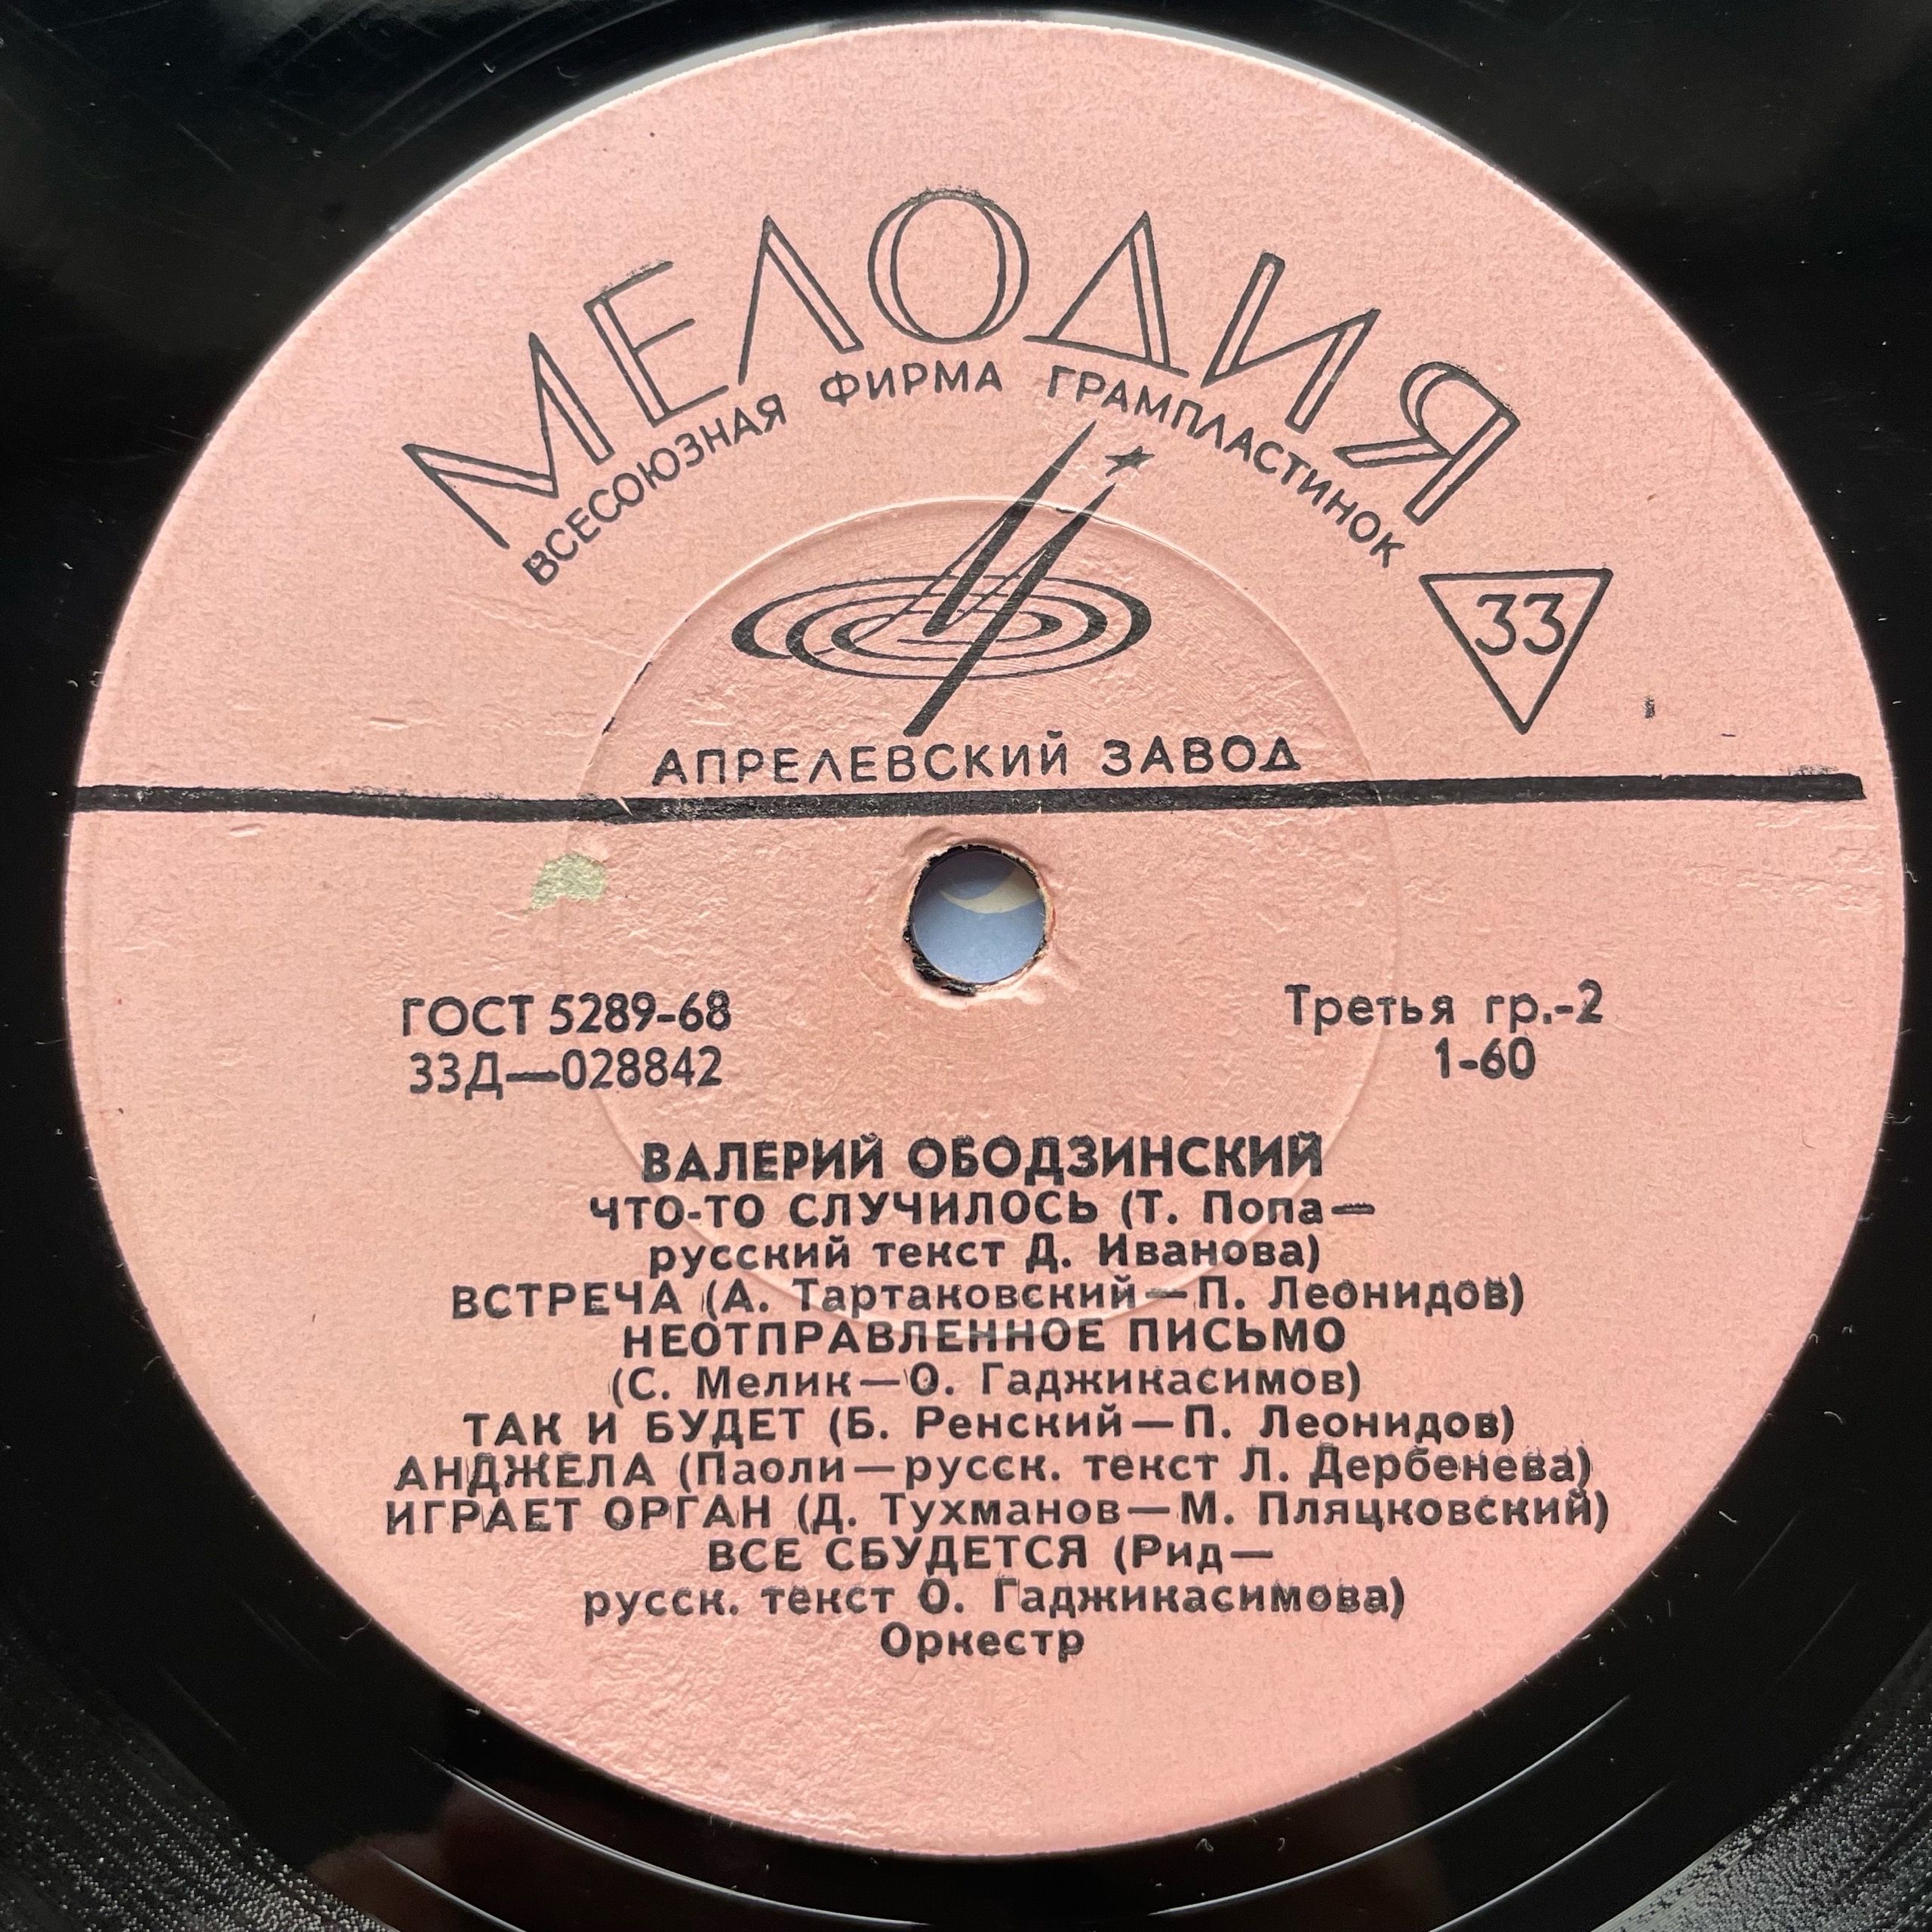 МЕЛОДИЯ
ВСЕСОЮЗНАЯ ФИРМА ГРАМПЛАСТИНОК
33
АПРЕЛЕВСКИЙ ЗАВОД
ГОСТ 5289-68
Третья гр.-2
33Д—028842
1-60
ВАЛЕРИЙ ОБОДЗИНСКИЙ
ЧТО-ТО СЛУЧИЛОСЬ (Т. Попа—
русский текст Д. Иванова)
ВСТРЕЧА (А. Тартаковский—П. Леонидов)
НЕОТПРАВЛЕННОЕ ПИСЬМО
(С. Мелик—О. Гаджикасимов)
ТАК И БУДЕТ (Б. Ренский—П. Леонидов)
АНДЖЕЛА (Паоли—русск. текст Л. Дербенева)
ИГРАЕТ ОРГАН (Д. Тухманов—М. Пляцковский)
ВСЕ СБУДЕТСЯ (Рид—
русск. текст О. Гаджикасимова)
Оркестр